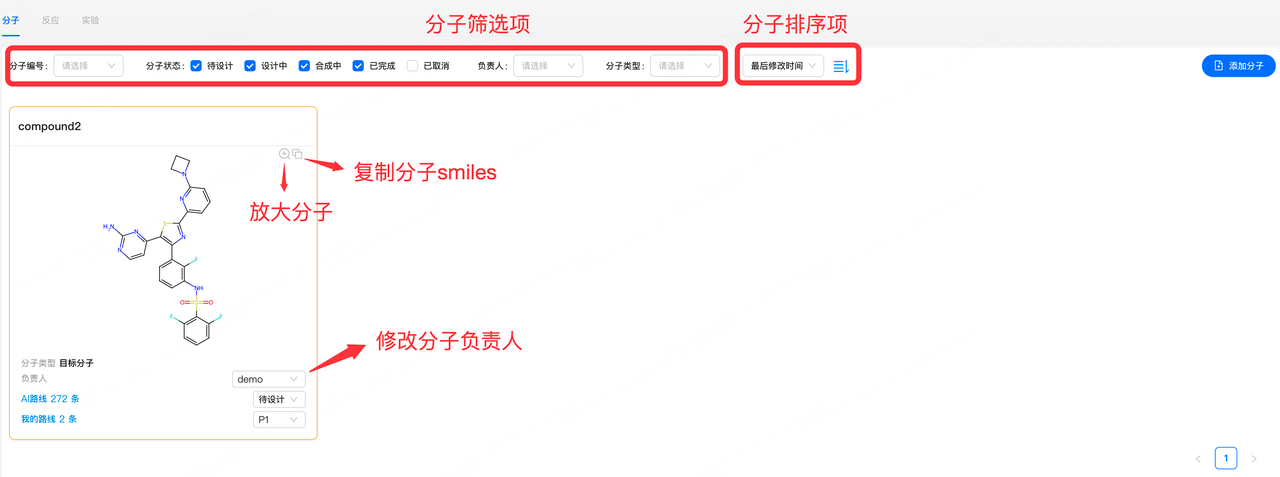 分子 反应 实验
分子筛选项 分子排序项
分子编号： 请选择 分子状态： 待设计 设计中 合成中 已完成 已取消 负责人： 请选择 分子类型： 请选择 最后修改时间 添加分子
compound2
复制分子smiles
放大分子
N
N
S
H₂N N N
N
F
NH
O S O
F F
修改分子负责人
分子类型 目标分子
负责人 demo
AI路线 272 条 待设计
我的路线 2 条 P1
1